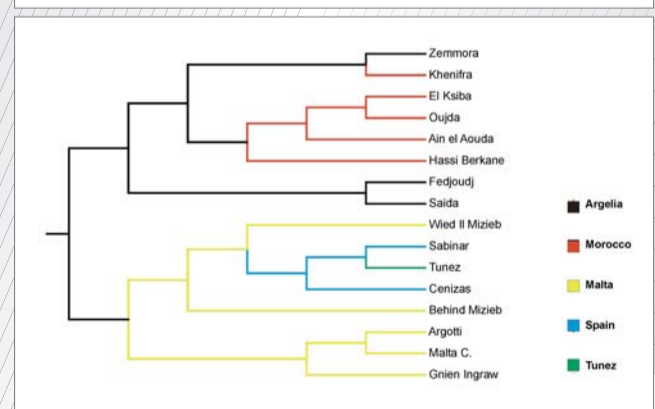 Zemmora
Khenifra
El Ksiba
Oujda
Ain el Aouda
Hassi Berkane
Fedjoudj
Saida
Wied Il Mizieb
Sabinar
Tunez
Cenizas
Behind Mizieb
Argotti
Malta C.
Gnien Ingraw
Argelia
Morocco
Malta
Spain
Tunez